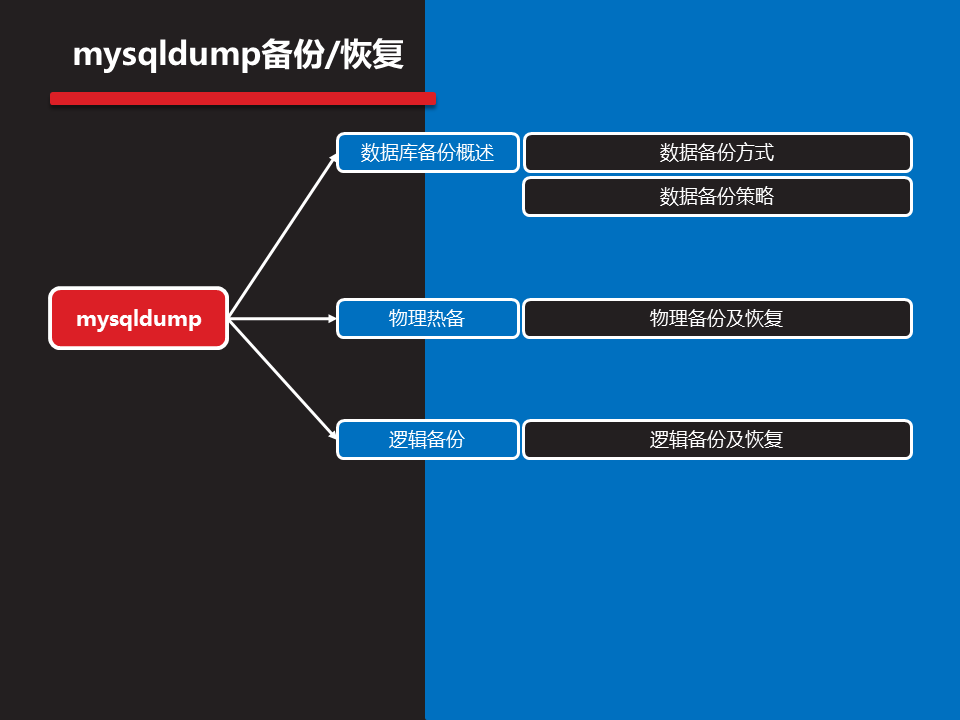 mysqldump备份/恢复
数据库备份概述
数据备份方式
数据备份策略
mysqldump
物理热备
物理备份及恢复
逻辑备份
逻辑备份及恢复